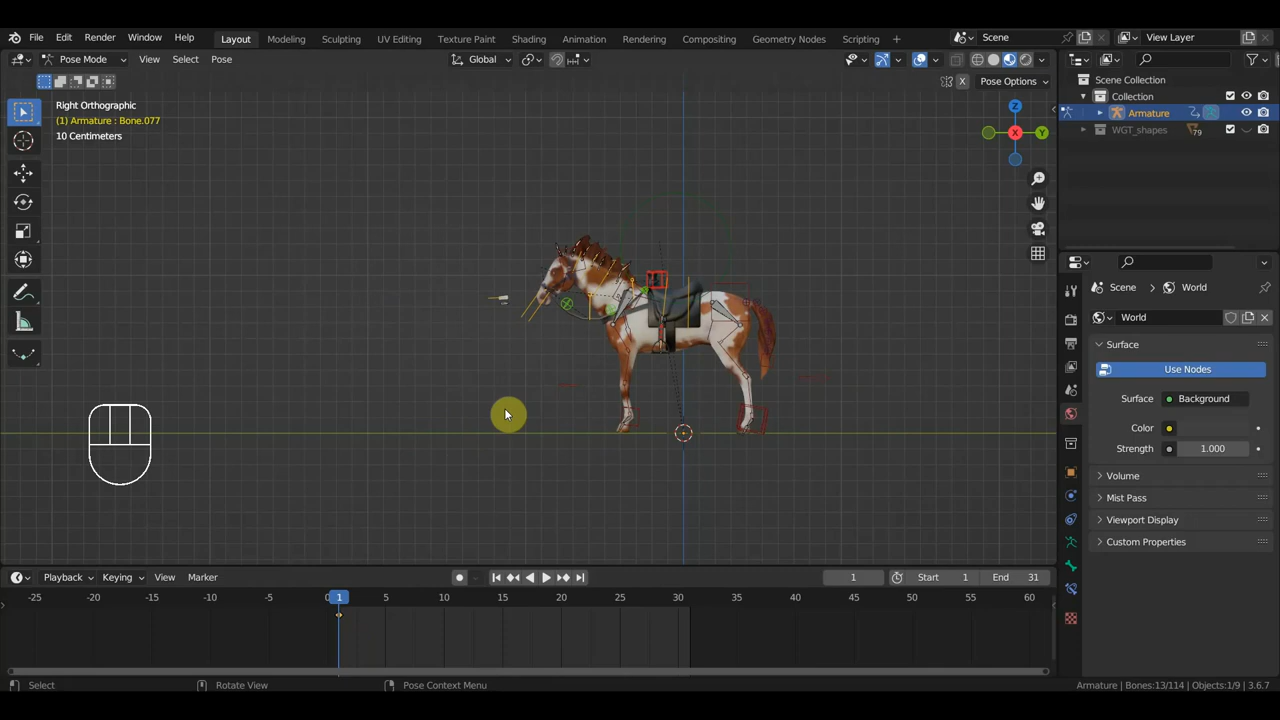 File Edit Render Window Help Layout Modeling Sculpting UV Editing Texture Paint Shading Animation Rendering Compositing Geometry Nodes Scripting + Scene View Layer
Pose Mode View Select Pose Global
X Pose Options
Right Orthographic
(1) Armature : Bone.077
10 Centimeters
Z
X
Y
Scene Collection
Collection
Armature
WGT_shapes 79
Scene > World
World
Surface
Use Nodes
Surface Background
Color
Strength 1.000
Volume
Mist Pass
Viewport Display
Custom Properties
Playback Keying View Marker 1 Start 1 End 31
-25 -20 -15 -10 -5 0 1 5 10 15 20 25 30 35 40 45 50 55 60
Select Rotate View Pose Context Menu Armature | Bones:13/114 | Objects:1/9 | 3.6.7